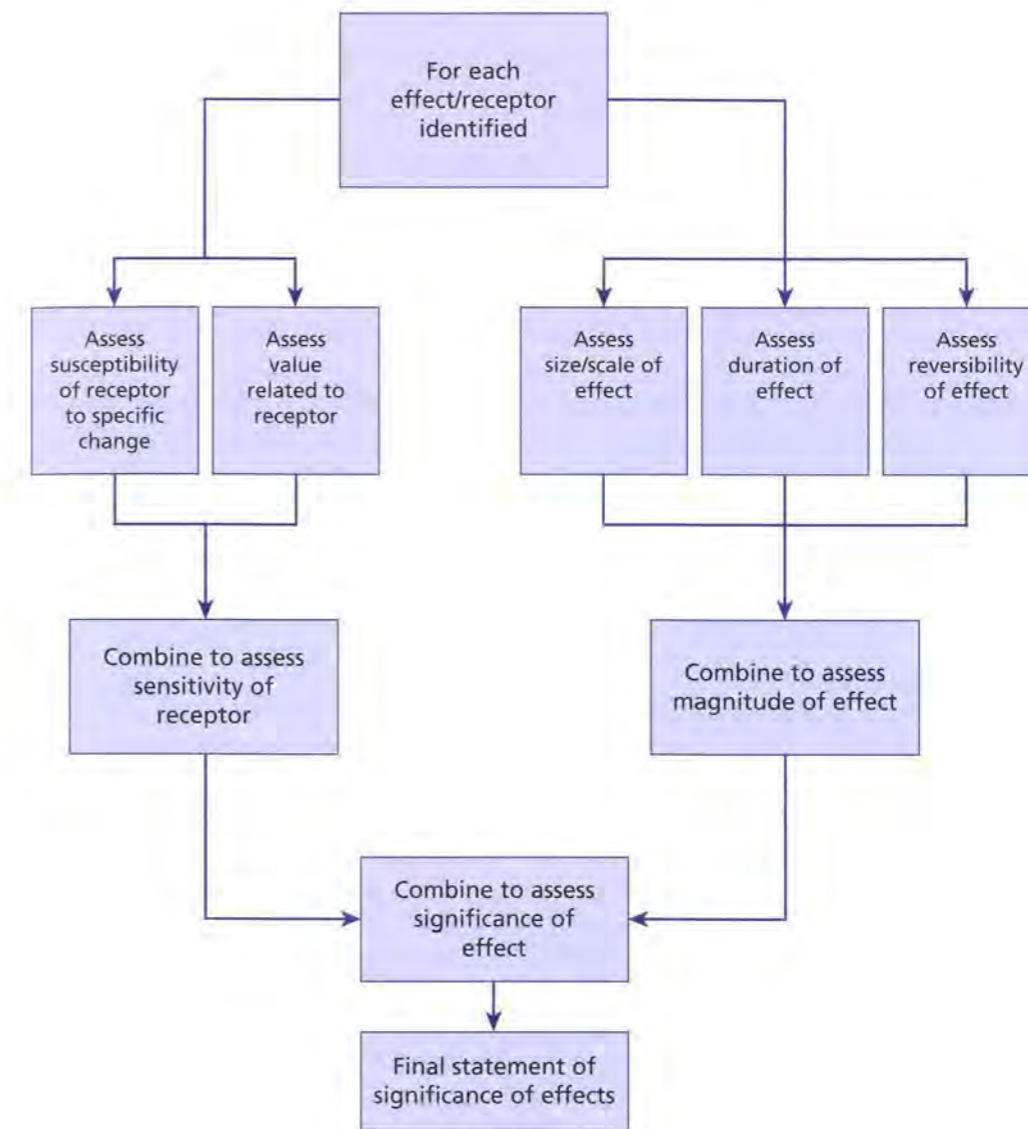 For each
effect/receptor
identified
Assess
susceptibility
of receptor
to specific
change
Assess
value
related to
receptor
Assess
size/scale of
effect
Assess
duration of
effect
Assess
reversibility
of effect
Combine to assess
sensitivity of
receptor
Combine to assess
magnitude of effect
Combine to assess
significance of
effect
Final statement of
significance of effects